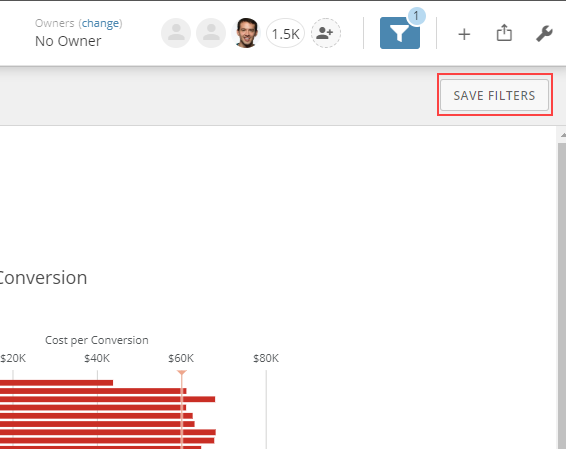 Owners (change)
No Owner
1.5K
1
SAVE FILTERS
Conversion
Cost per Conversion
$20K $40K $60K $80K